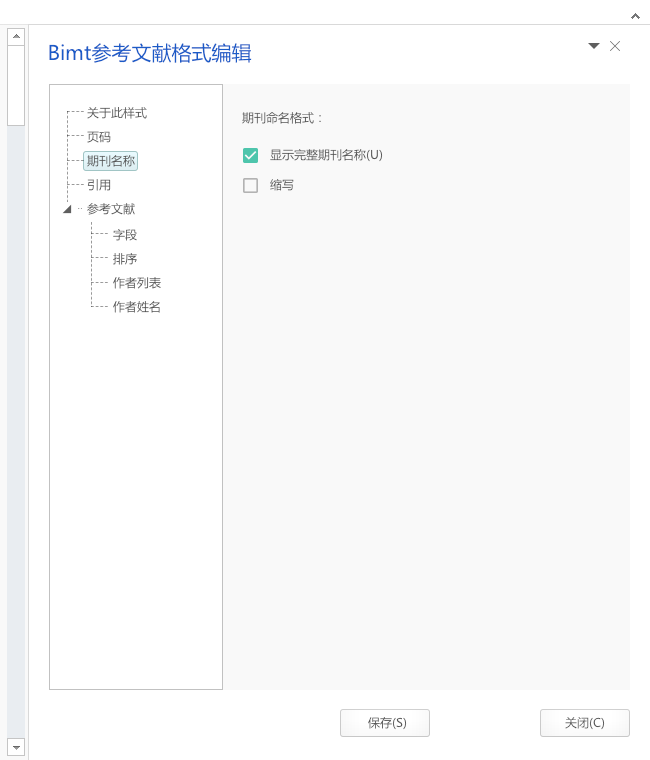 Bimt参考文献格式编辑
关于此样式
页码
期刊名称
引用
参考文献
字段
排序
作者列表
作者姓名
期刊命名格式：
显示完整期刊名称(U)
缩写
保存(S)
关闭(C)